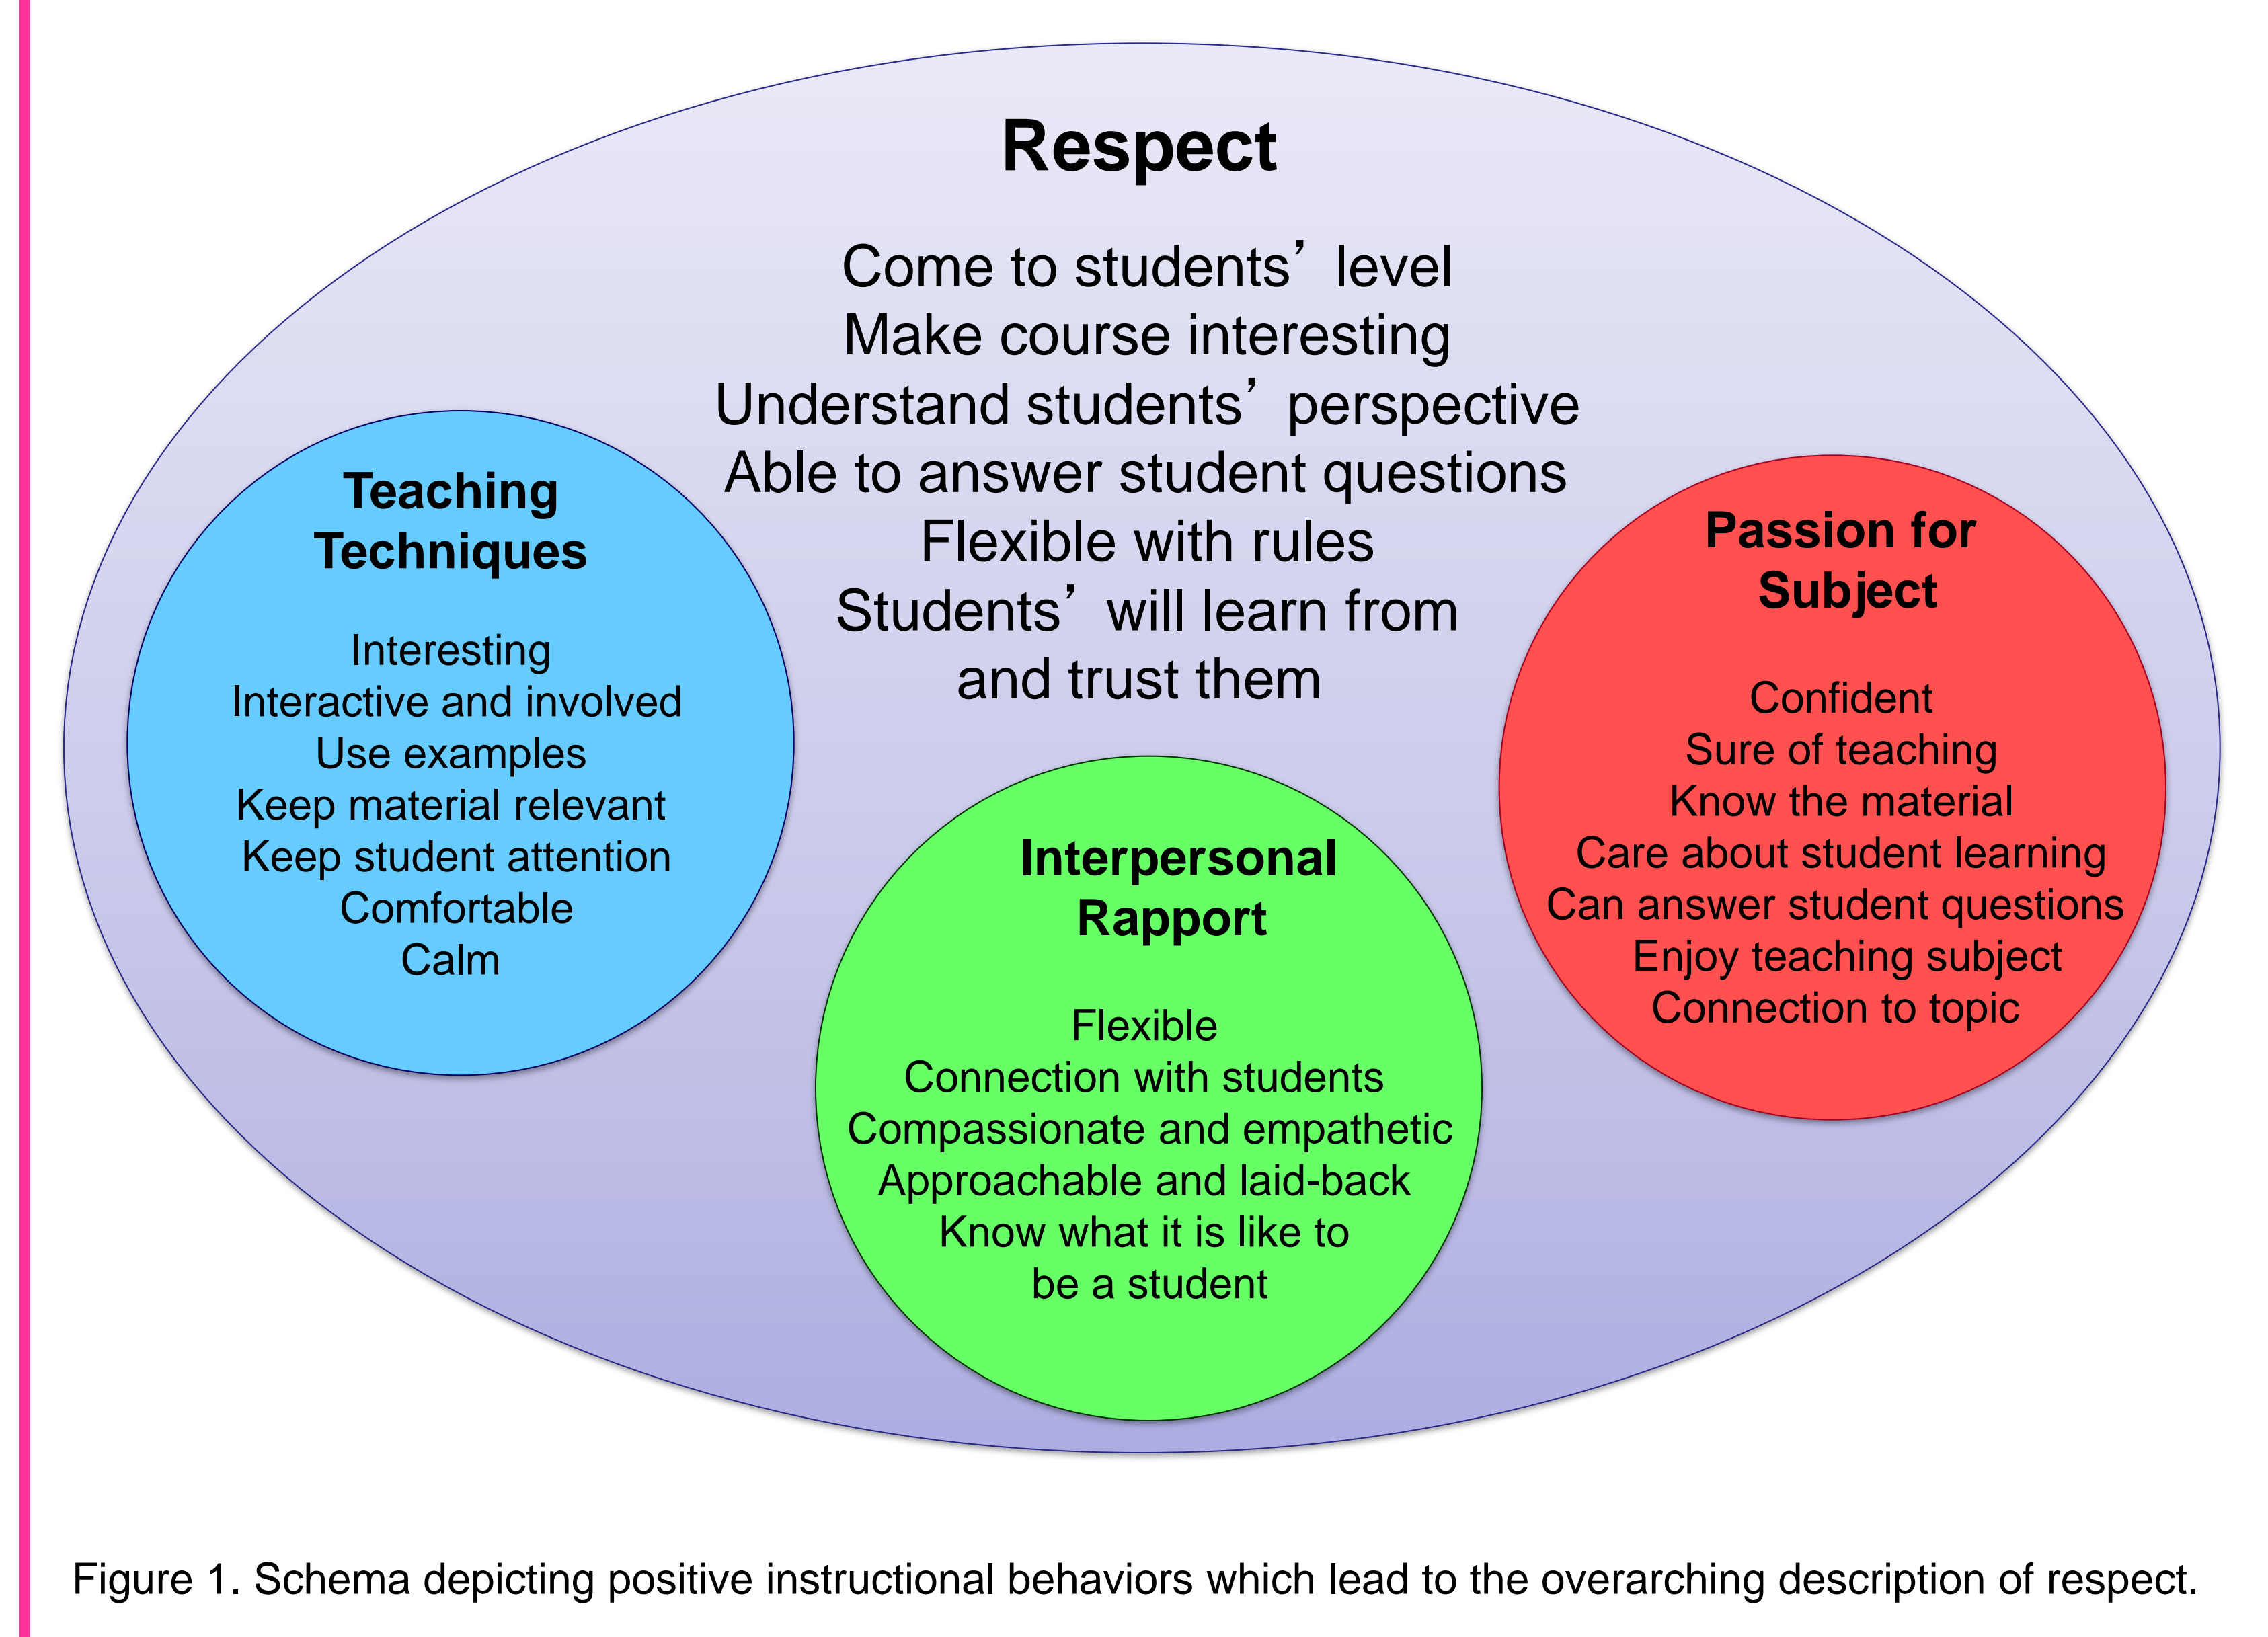 Respect
Come to students’ level
Make course interesting
Understand students’ perspective
Able to answer student questions
Flexible with rules
Students’ will learn from
and trust them
Teaching
Techniques
Interesting
Interactive and involved
Use examples
Keep material relevant
Keep student attention
Comfortable
Calm
Interpersonal
Rapport
Flexible
Connection with students
Compassionate and empathetic
Approachable and laid-back
Know what it is like to
be a student
Passion for
Subject
Confident
Sure of teaching
Know the material
Care about student learning
Can answer student questions
Enjoy teaching subject
Connection to topic
Figure 1. Schema depicting positive instructional behaviors which lead to the overarching description of respect.